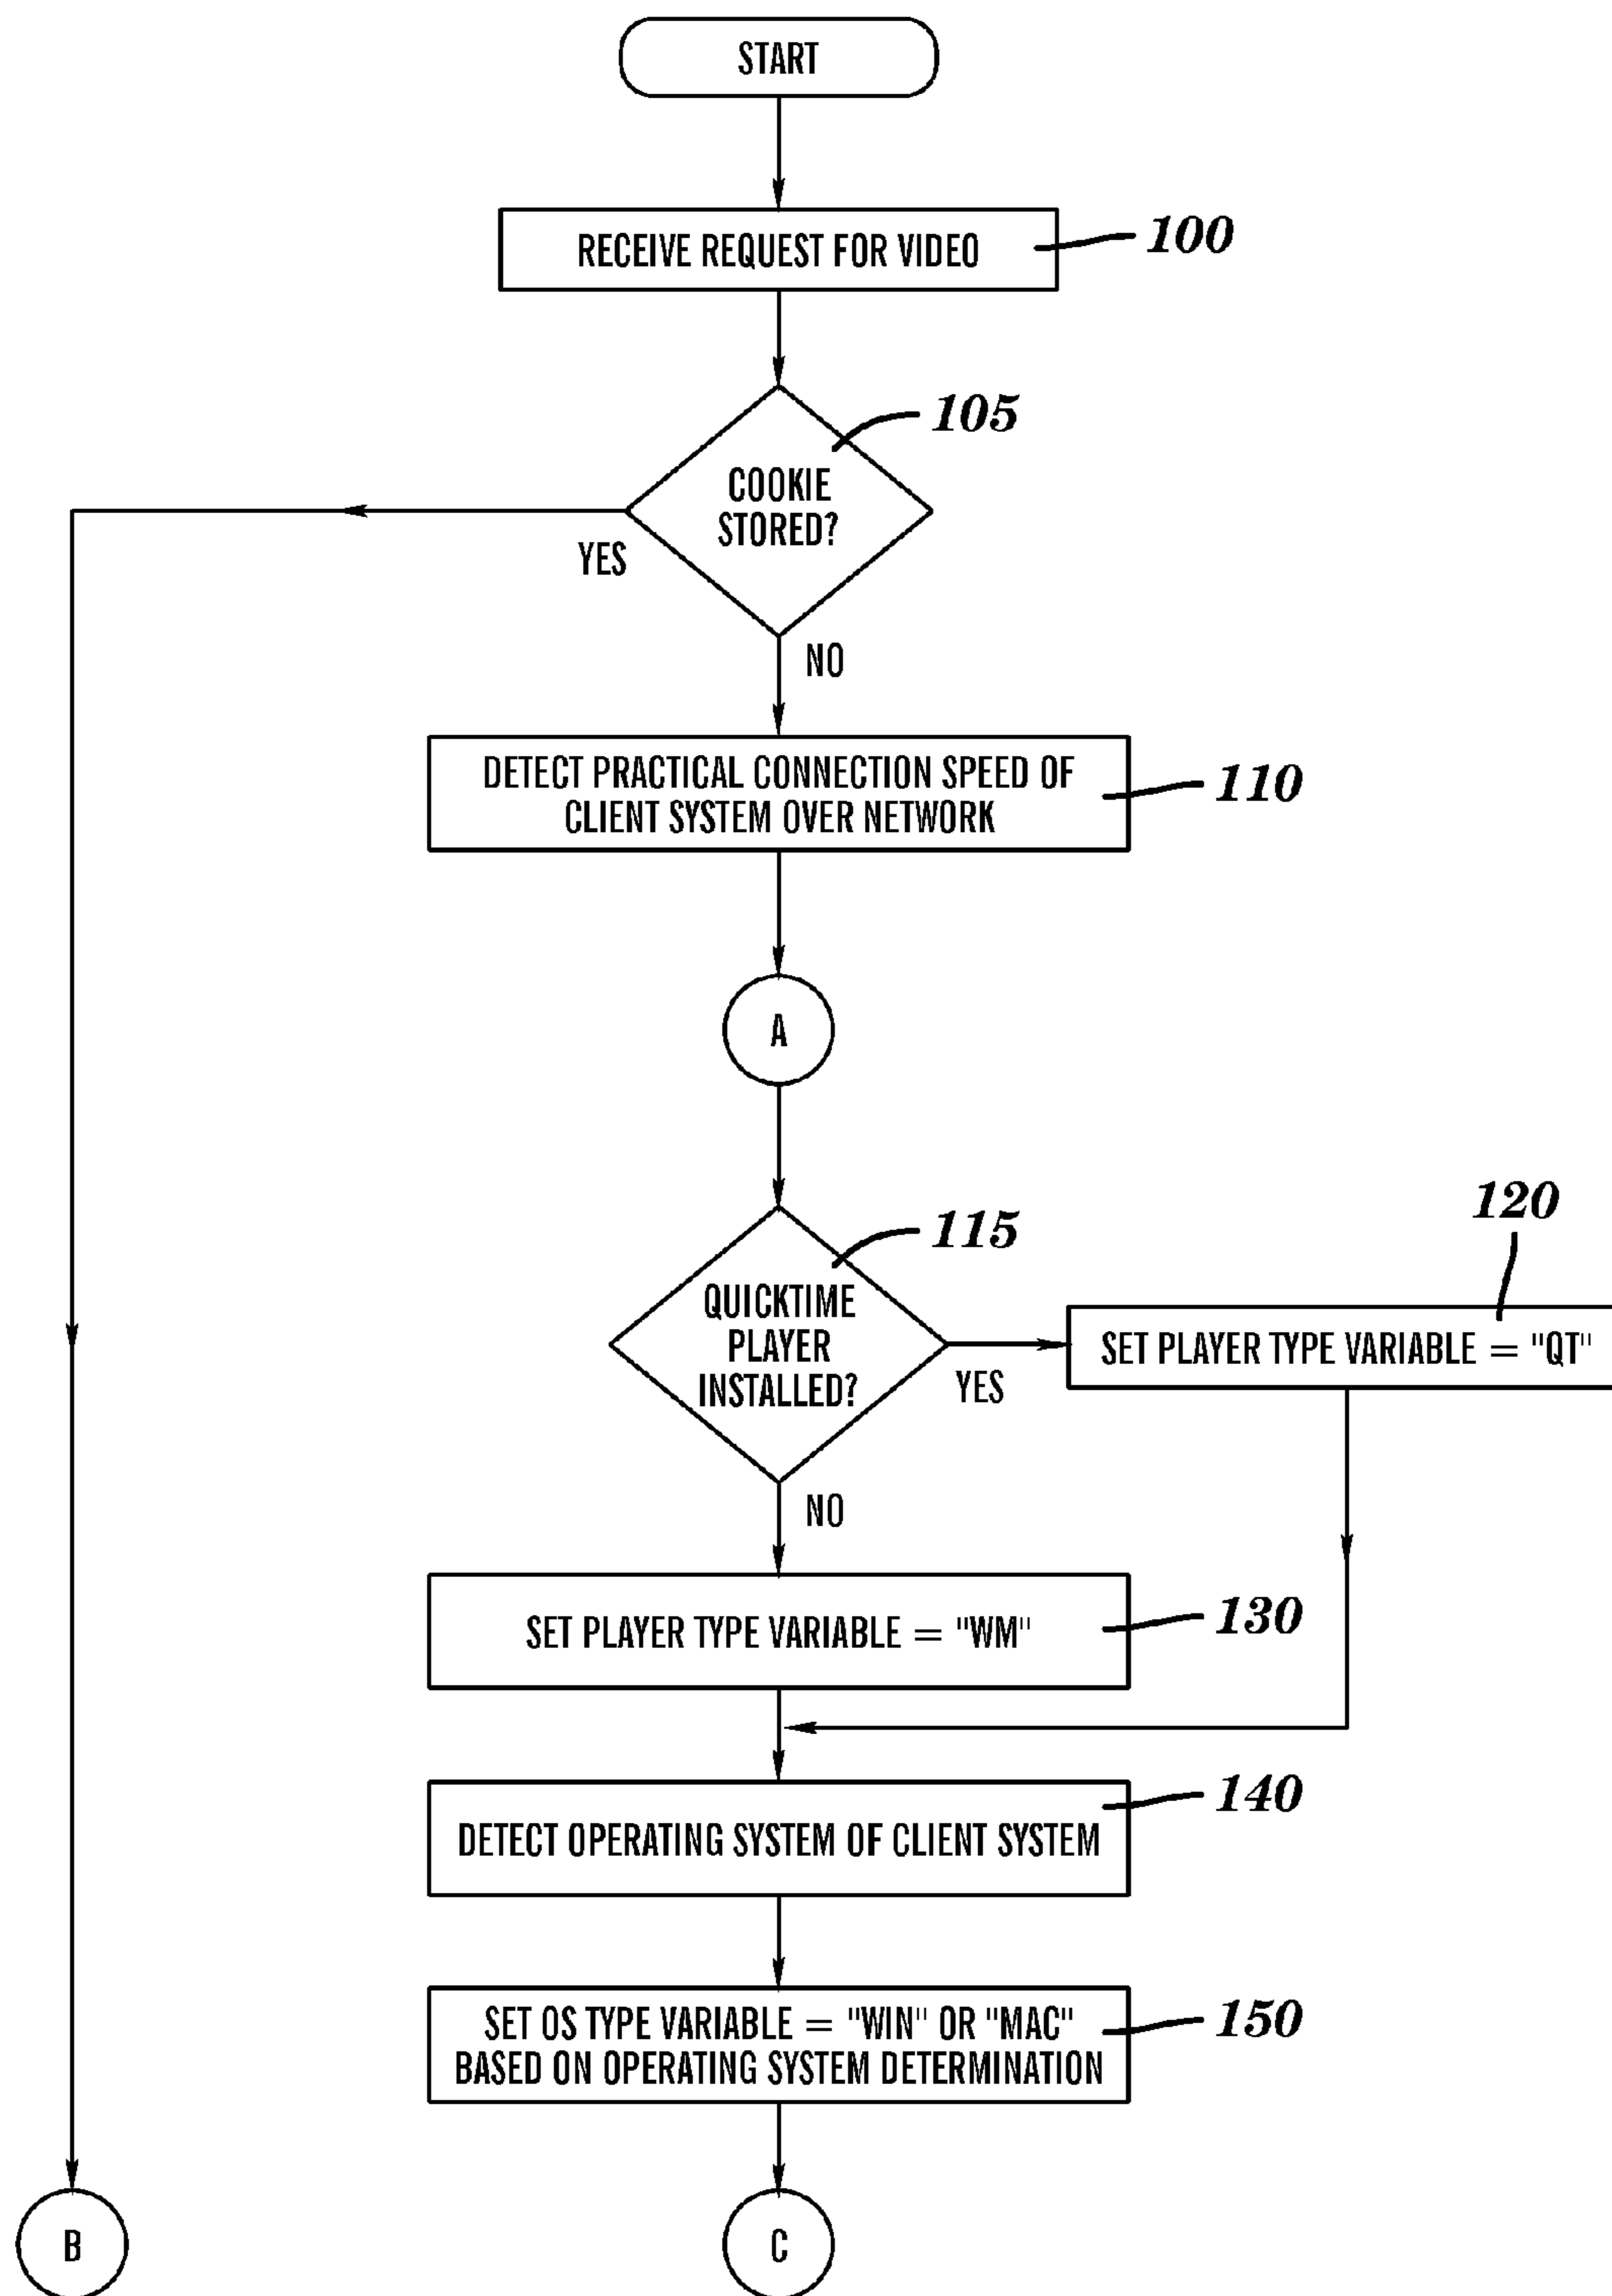 START
RECEIVE REQUEST FOR VIDEO
100
105
COOKIE
STORED?
YES
NO
DETECT PRACTICAL CONNECTION SPEED OF
CLIENT SYSTEM OVER NETWORK
110
A
115
120
QUICKTIME
PLAYER
INSTALLED?
YES
SET PLAYER TYPE VARIABLE = "QT"
NO
SET PLAYER TYPE VARIABLE = "WM"
130
140
DETECT OPERATING SYSTEM OF CLIENT SYSTEM
SET OS TYPE VARIABLE = "WIN" OR "MAC"
BASED ON OPERATING SYSTEM DETERMINATION
150
B
C